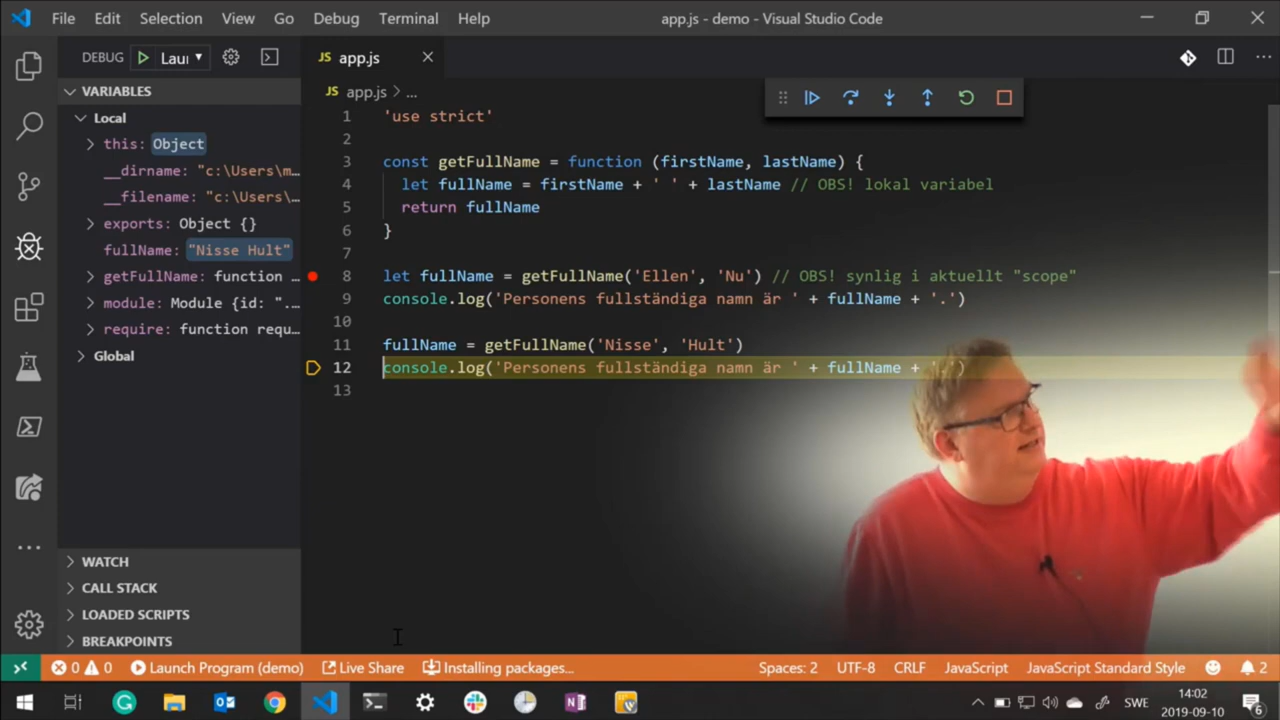 File Edit Selection View Go Debug Terminal Help app.js - demo - Visual Studio Code
DEBUG Laun
JS app.js
VARIABLES
JS app.js > ...
Local
1 'use strict'
this: Object
2
__dirname: "c:\Users\m...
3 const getFullName = function (firstName, lastName) {
__filename: "c:\Users\...
4 let fullName = firstName + ' ' + lastName // OBS! lokal variabel
exports: Object {}
5 return fullName
fullName: "Nisse Hult"
6 }
getFullName: function ...
7
module: Module {id: "...
8 let fullName = getFullName('Ellen', 'Nu') // OBS! synlig i aktuellt "scope"
require: function requ...
9 console.log('Personens fullständiga namn är ' + fullName + '.')
Global
10
11 fullName = getFullName('Nisse', 'Hult')
12 console.log('Personens fullständiga namn är ' + fullName + '.')
13
WATCH
CALL STACK
LOADED SCRIPTS
BREAKPOINTS
0 0 Launch Program (demo) Live Share Installing packages... Spaces: 2 UTF-8 CRLF JavaScript JavaScript Standard Style 2
SWE 14:02
2019-09-10 6